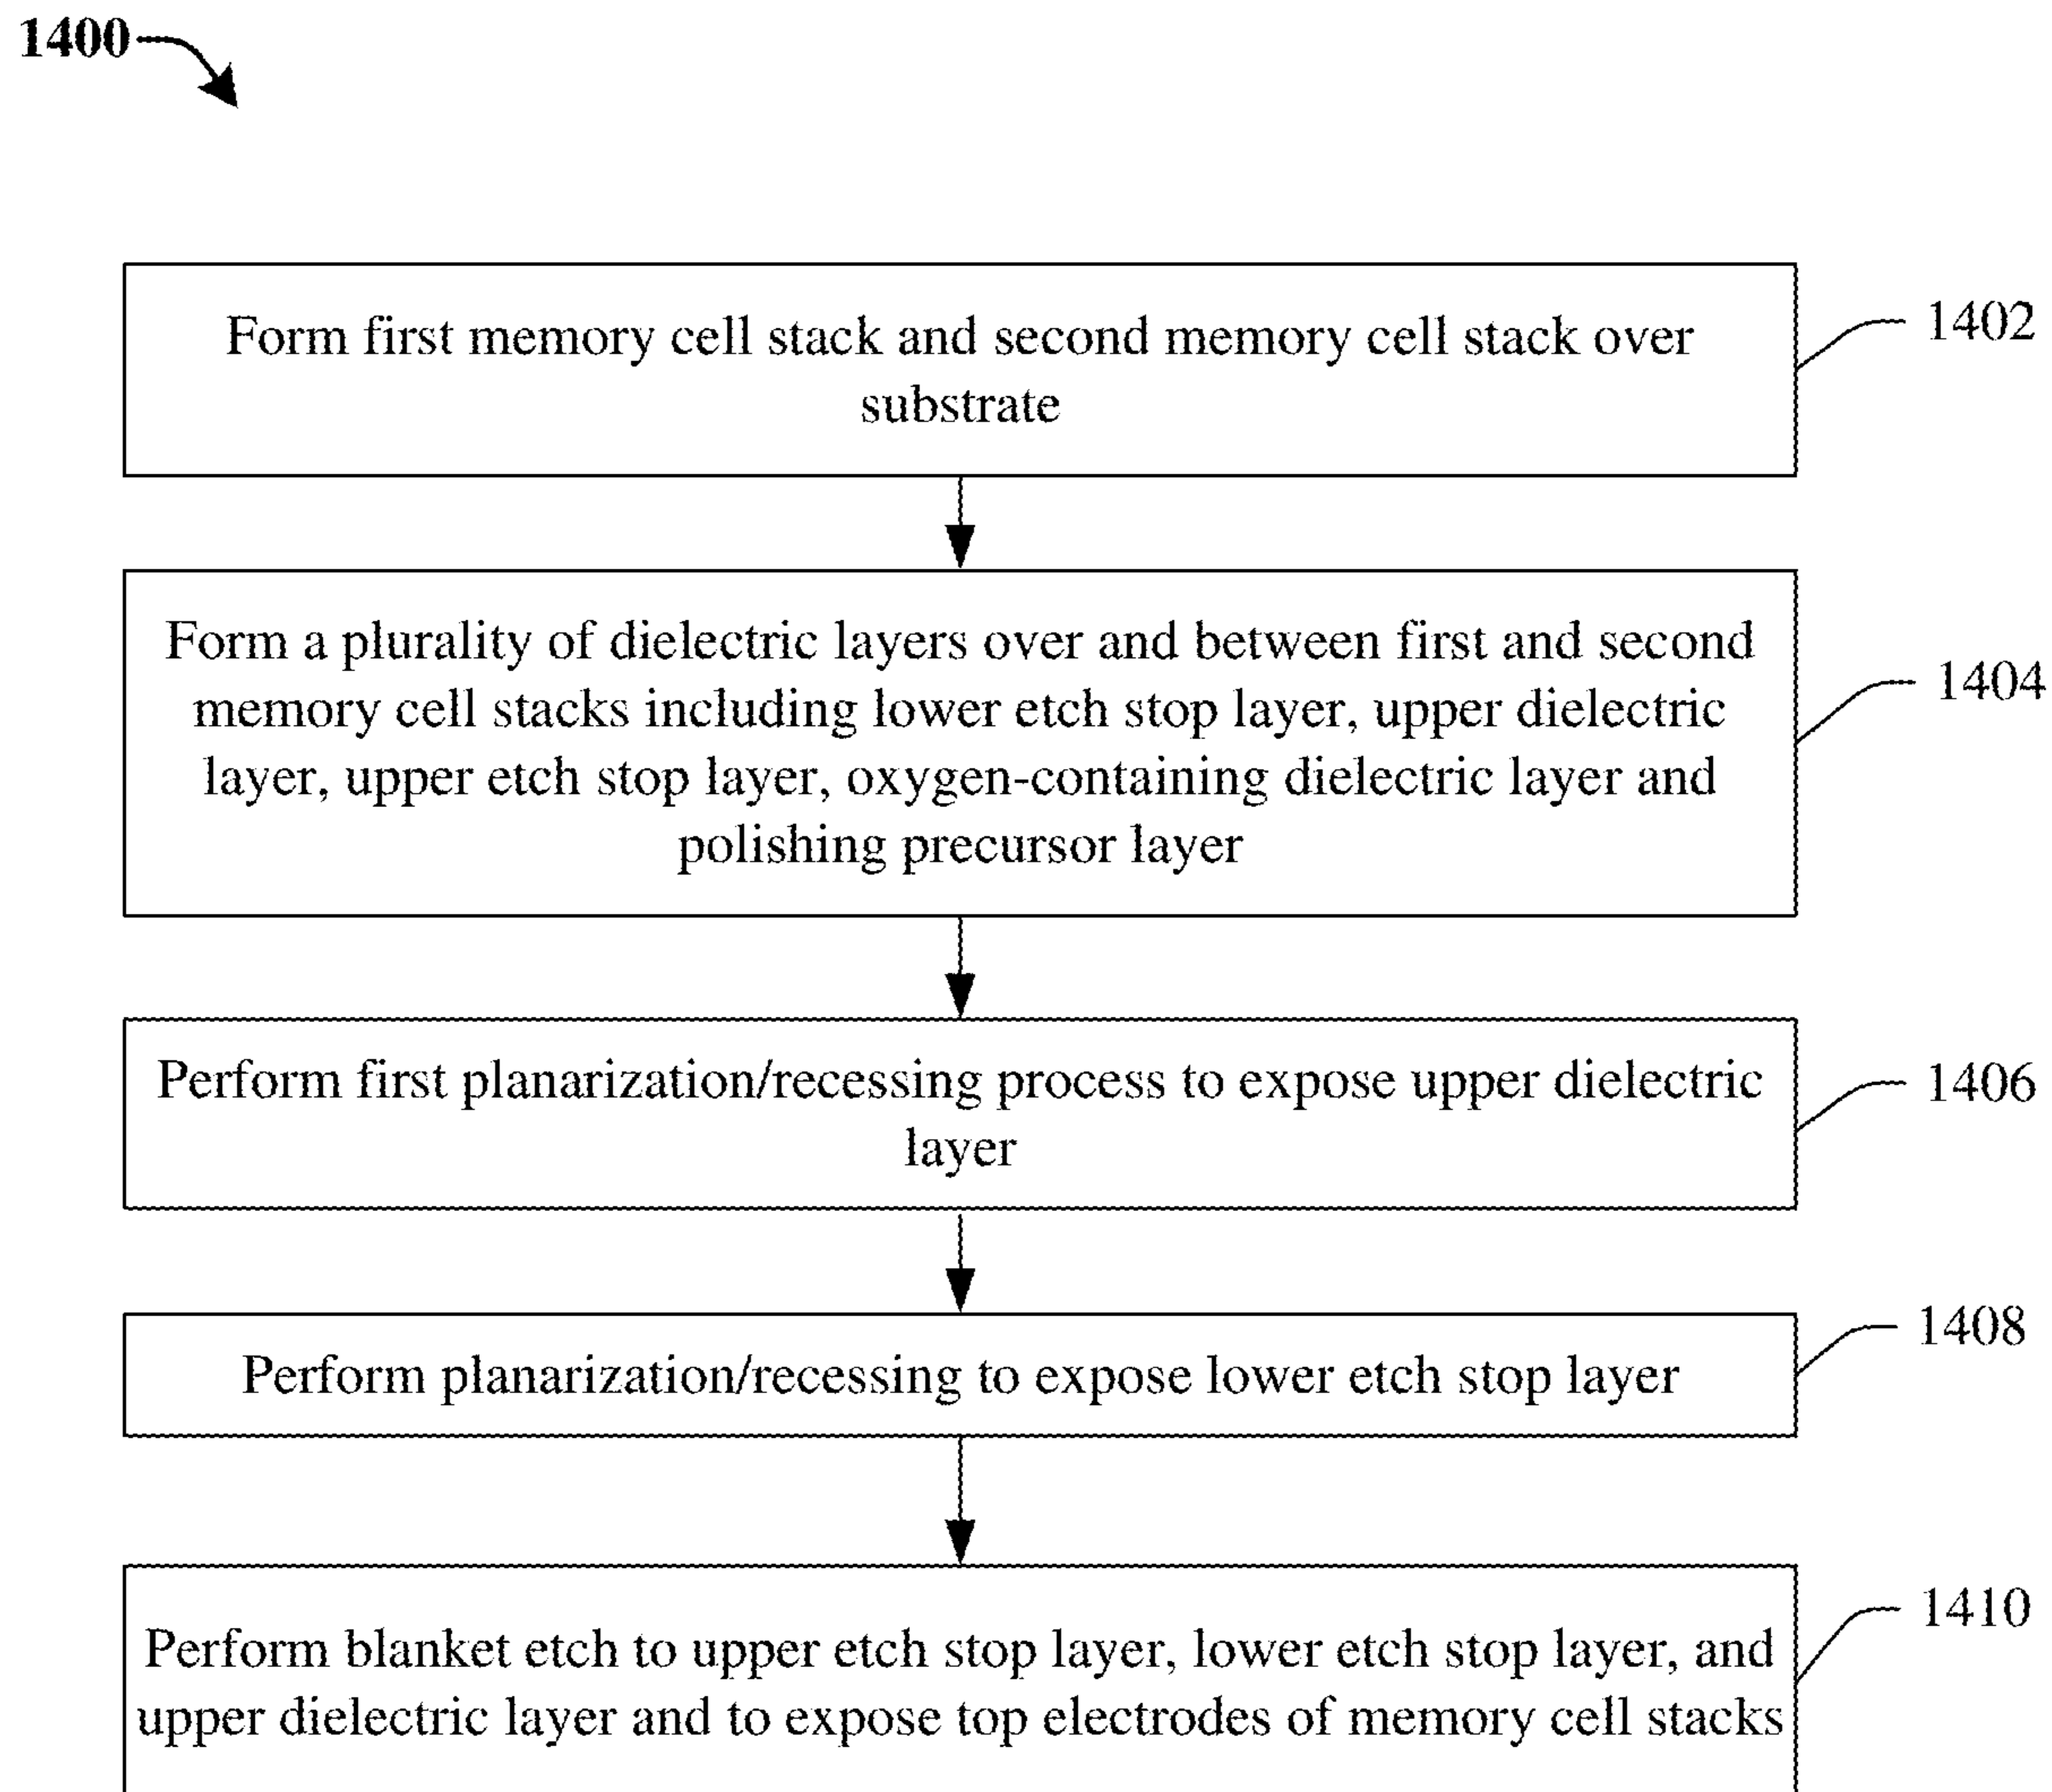 1400
Form first memory cell stack and second memory cell stack over
substrate
1402
Form a plurality of dielectric layers over and between first and second
memory cell stacks including lower etch stop layer, upper dielectric
layer, upper etch stop layer, oxygen-containing dielectric layer and
polishing precursor layer
1404
Perform first planarization/recessing process to expose upper dielectric
layer
1406
Perform planarization/recessing to expose lower etch stop layer
1408
Perform blanket etch to upper etch stop layer, lower etch stop layer, and
upper dielectric layer and to expose top electrodes of memory cell stacks
1410